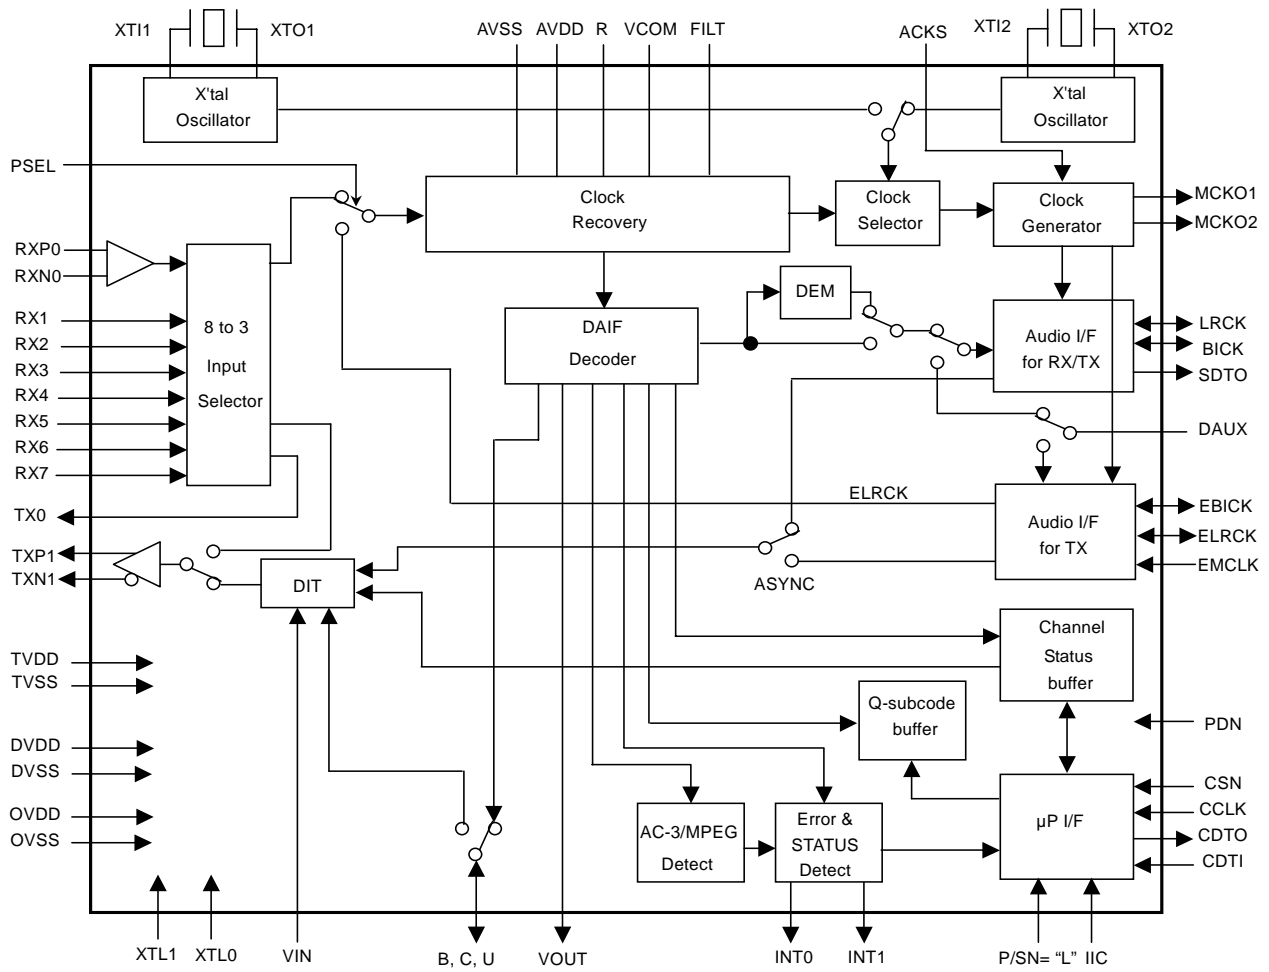 XTI1
XTO1
AVSS AVDD R VCOM FILT
ACKS
XTI2
XTO2
X'tal
Oscillator
X'tal
Oscillator
PSEL
Clock
Recovery
Clock
Selector
Clock
Generator
MCKO1
MCKO2
RXP0
RXN0
RX1
RX2
RX3
RX4
RX5
RX6
RX7
8 to 3
Input
Selector
DEM
DAIF
Decoder
Audio I/F
for RX/TX
LRCK
BICK
SDTO
DAUX
TX0
TXP1
TXN1
ELRCK
Audio I/F
for TX
EBICK
ELRCK
EMCLK
DIT
ASYNC
Channel
Status
buffer
TVDD
TVSS
DVDD
DVSS
OVDD
OVSS
Q-subcode
buffer
PDN
AC-3/MPEG
Detect
Error &
STATUS
Detect
µP I/F
CSN
CCLK
CDTO
CDTI
XTL1
XTL0
VIN
B, C, U
VOUT
INT0
INT1
P/SN= “L”
IIC